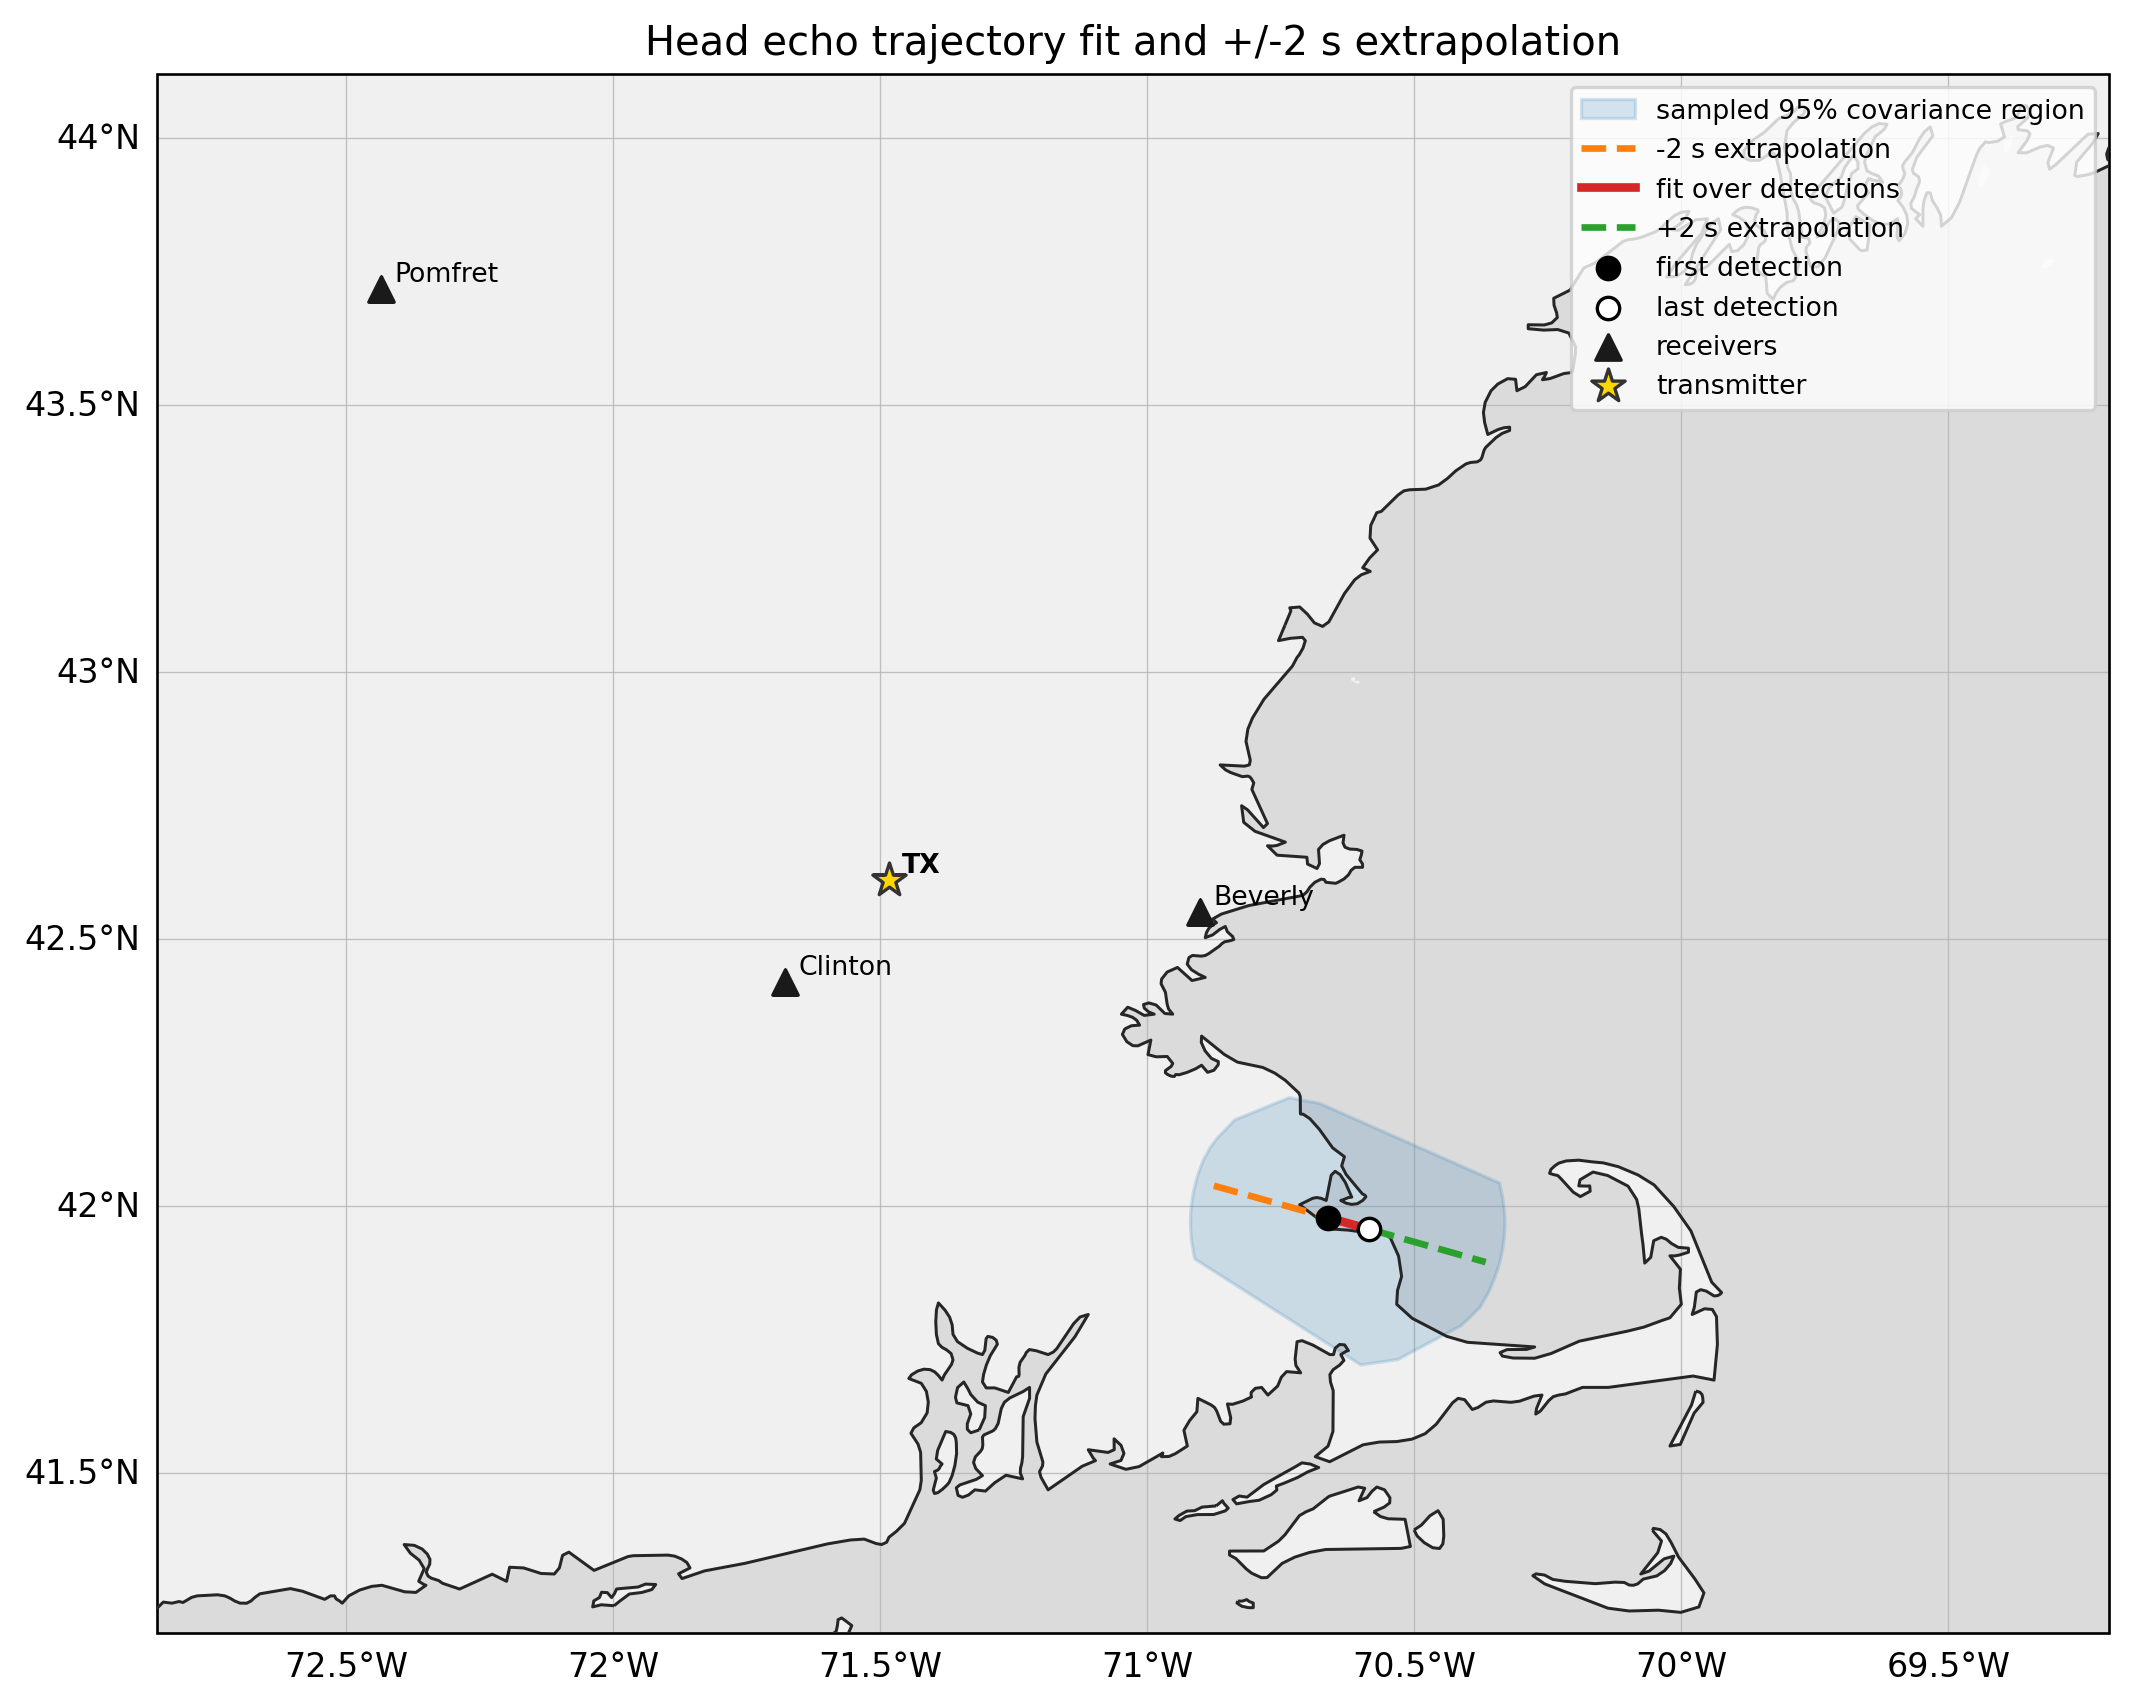 Head echo trajectory fit and +/-2 s extrapolation
sampled 95% covariance region
-2 s extrapolation
fit over detections
+2 s extrapolation
first detection
last detection
receivers
transmitter
44°N
43.5°N
43°N
42.5°N
42°N
41.5°N
Pomfret
TX
Beverly
Clinton
72.5°W
72°W
71.5°W
71°W
70.5°W
70°W
69.5°W